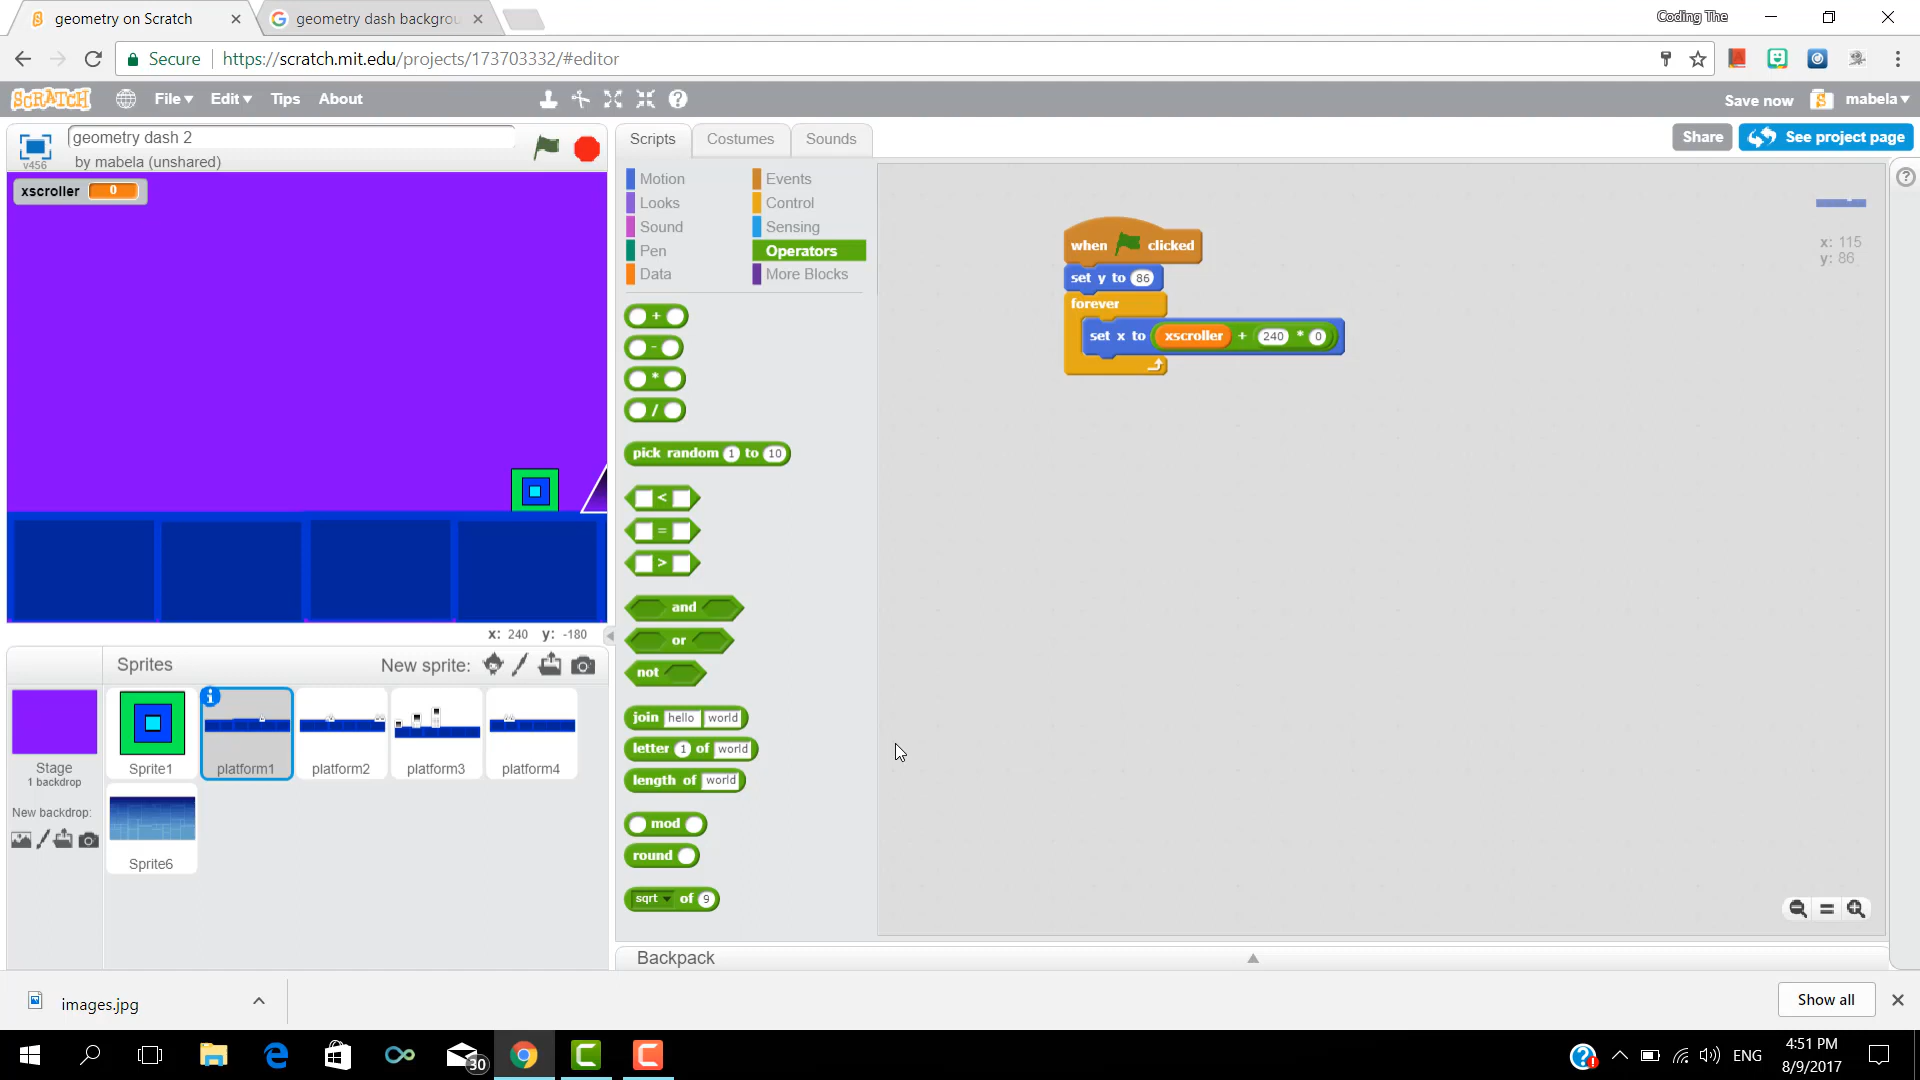 geometry on Scratch
geometry dash backgrou
Coding The
Secure
https://scratch.mit.edu/projects/173703332/#editor
SCRATCH
File
Edit
Tips
About
Save now
mabela
v456
geometry dash 2
by mabela (unshared)
Scripts
Costumes
Sounds
Share
See project page
xscroller 0
Motion
Events
Looks
Control
Sound
Sensing
Pen
Operators
Data
More Blocks
+
-
*
/
pick random 1 to 10
<
=
>
and
or
not
join hello world
letter 1 of world
length of world
mod
round
sqrt of 9
when clicked
set y to 86
forever
set x to xscroller + 240 * 0
x: 115
y: 86
x: 240 y: -180
Sprites
New sprite:
Stage
1 backdrop
New backdrop:
Sprite1
platform1
platform2
platform3
platform4
Sprite6
Backpack
images.jpg
Show all
30
ENG
4:51 PM
8/9/2017